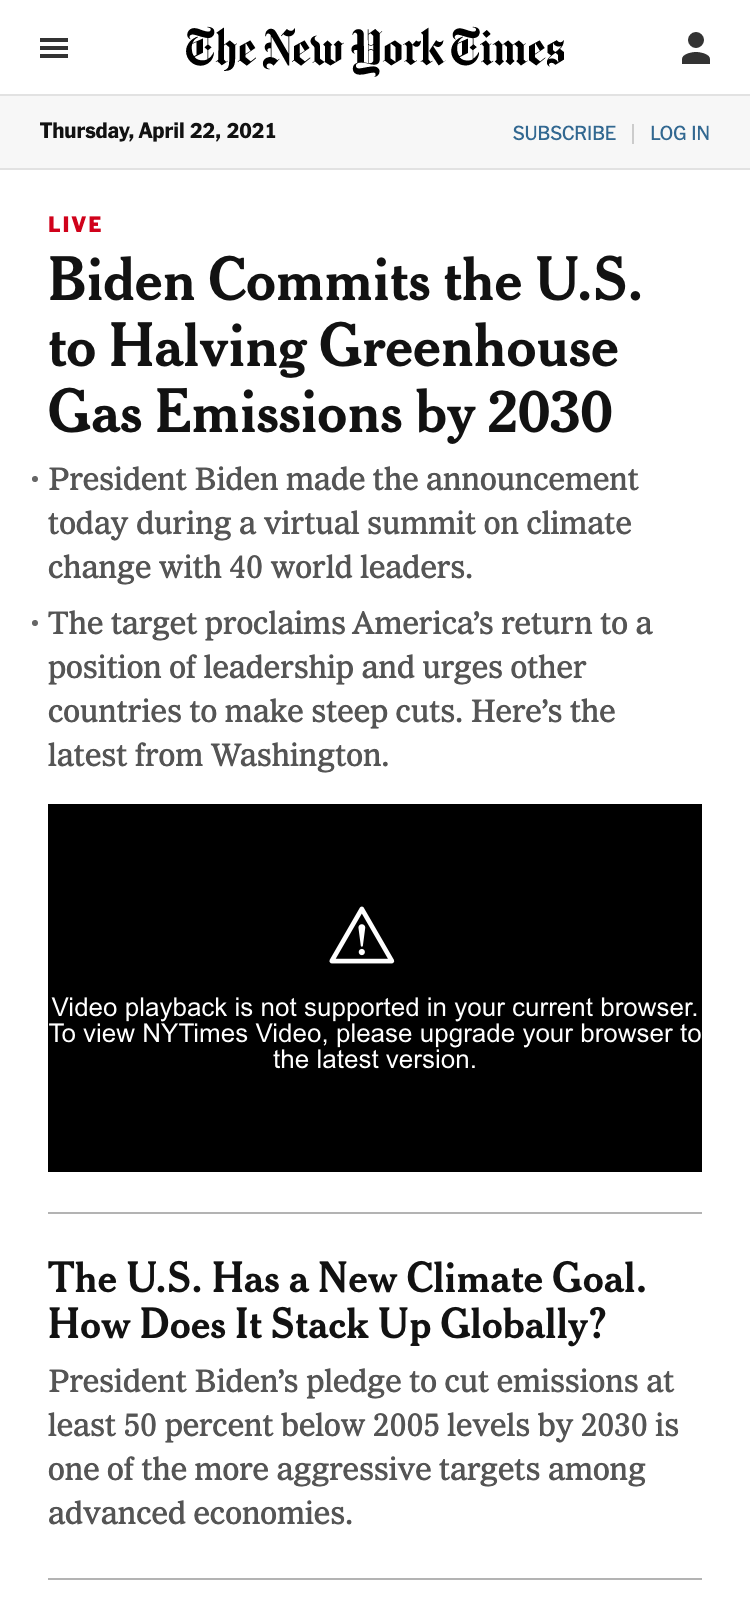 The New York Times
Thursday, April 22, 2021
SUBSCRIBE | LOG IN
LIVE
Biden Commits the U.S.
to Halving Greenhouse
Gas Emissions by 2030
• President Biden made the announcement
today during a virtual summit on climate
change with 40 world leaders.
• The target proclaims America’s return to a
position of leadership and urges other
countries to make steep cuts. Here’s the
latest from Washington.
Video playback is not supported in your current browser.
To view NYTimes Video, please upgrade your browser to
the latest version.
The U.S. Has a New Climate Goal.
How Does It Stack Up Globally?
President Biden’s pledge to cut emissions at
least 50 percent below 2005 levels by 2030 is
one of the more aggressive targets among
advanced economies.